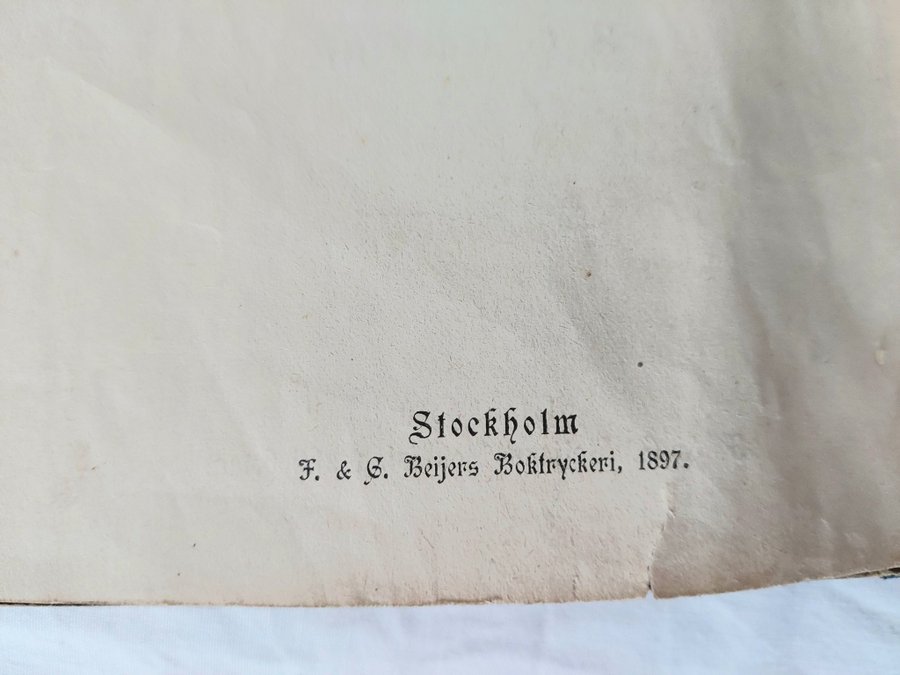 Stockholm
F. & G. Beijers Boktryckeri, 1897.